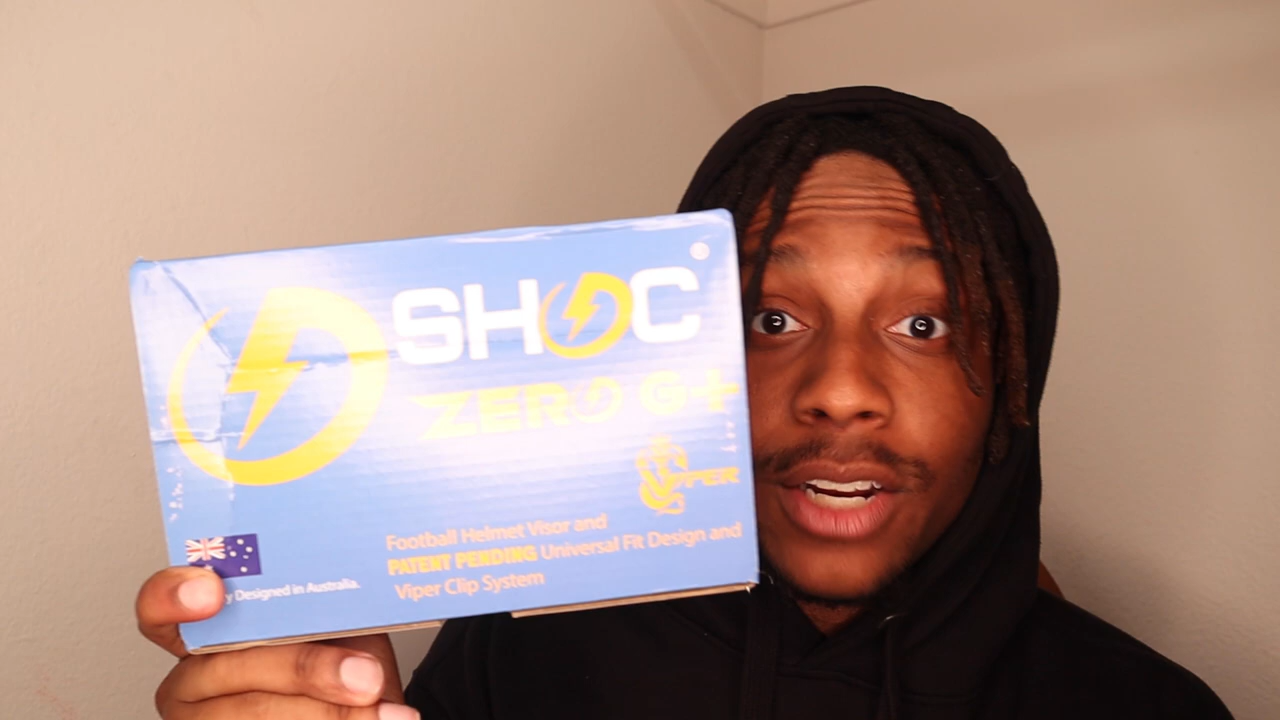 SHOC
ZERO G+
VIPER
Football Helmet Visor and
PATENT PENDING Universal Fit Design and
Viper Clip System
Designed in Australia.